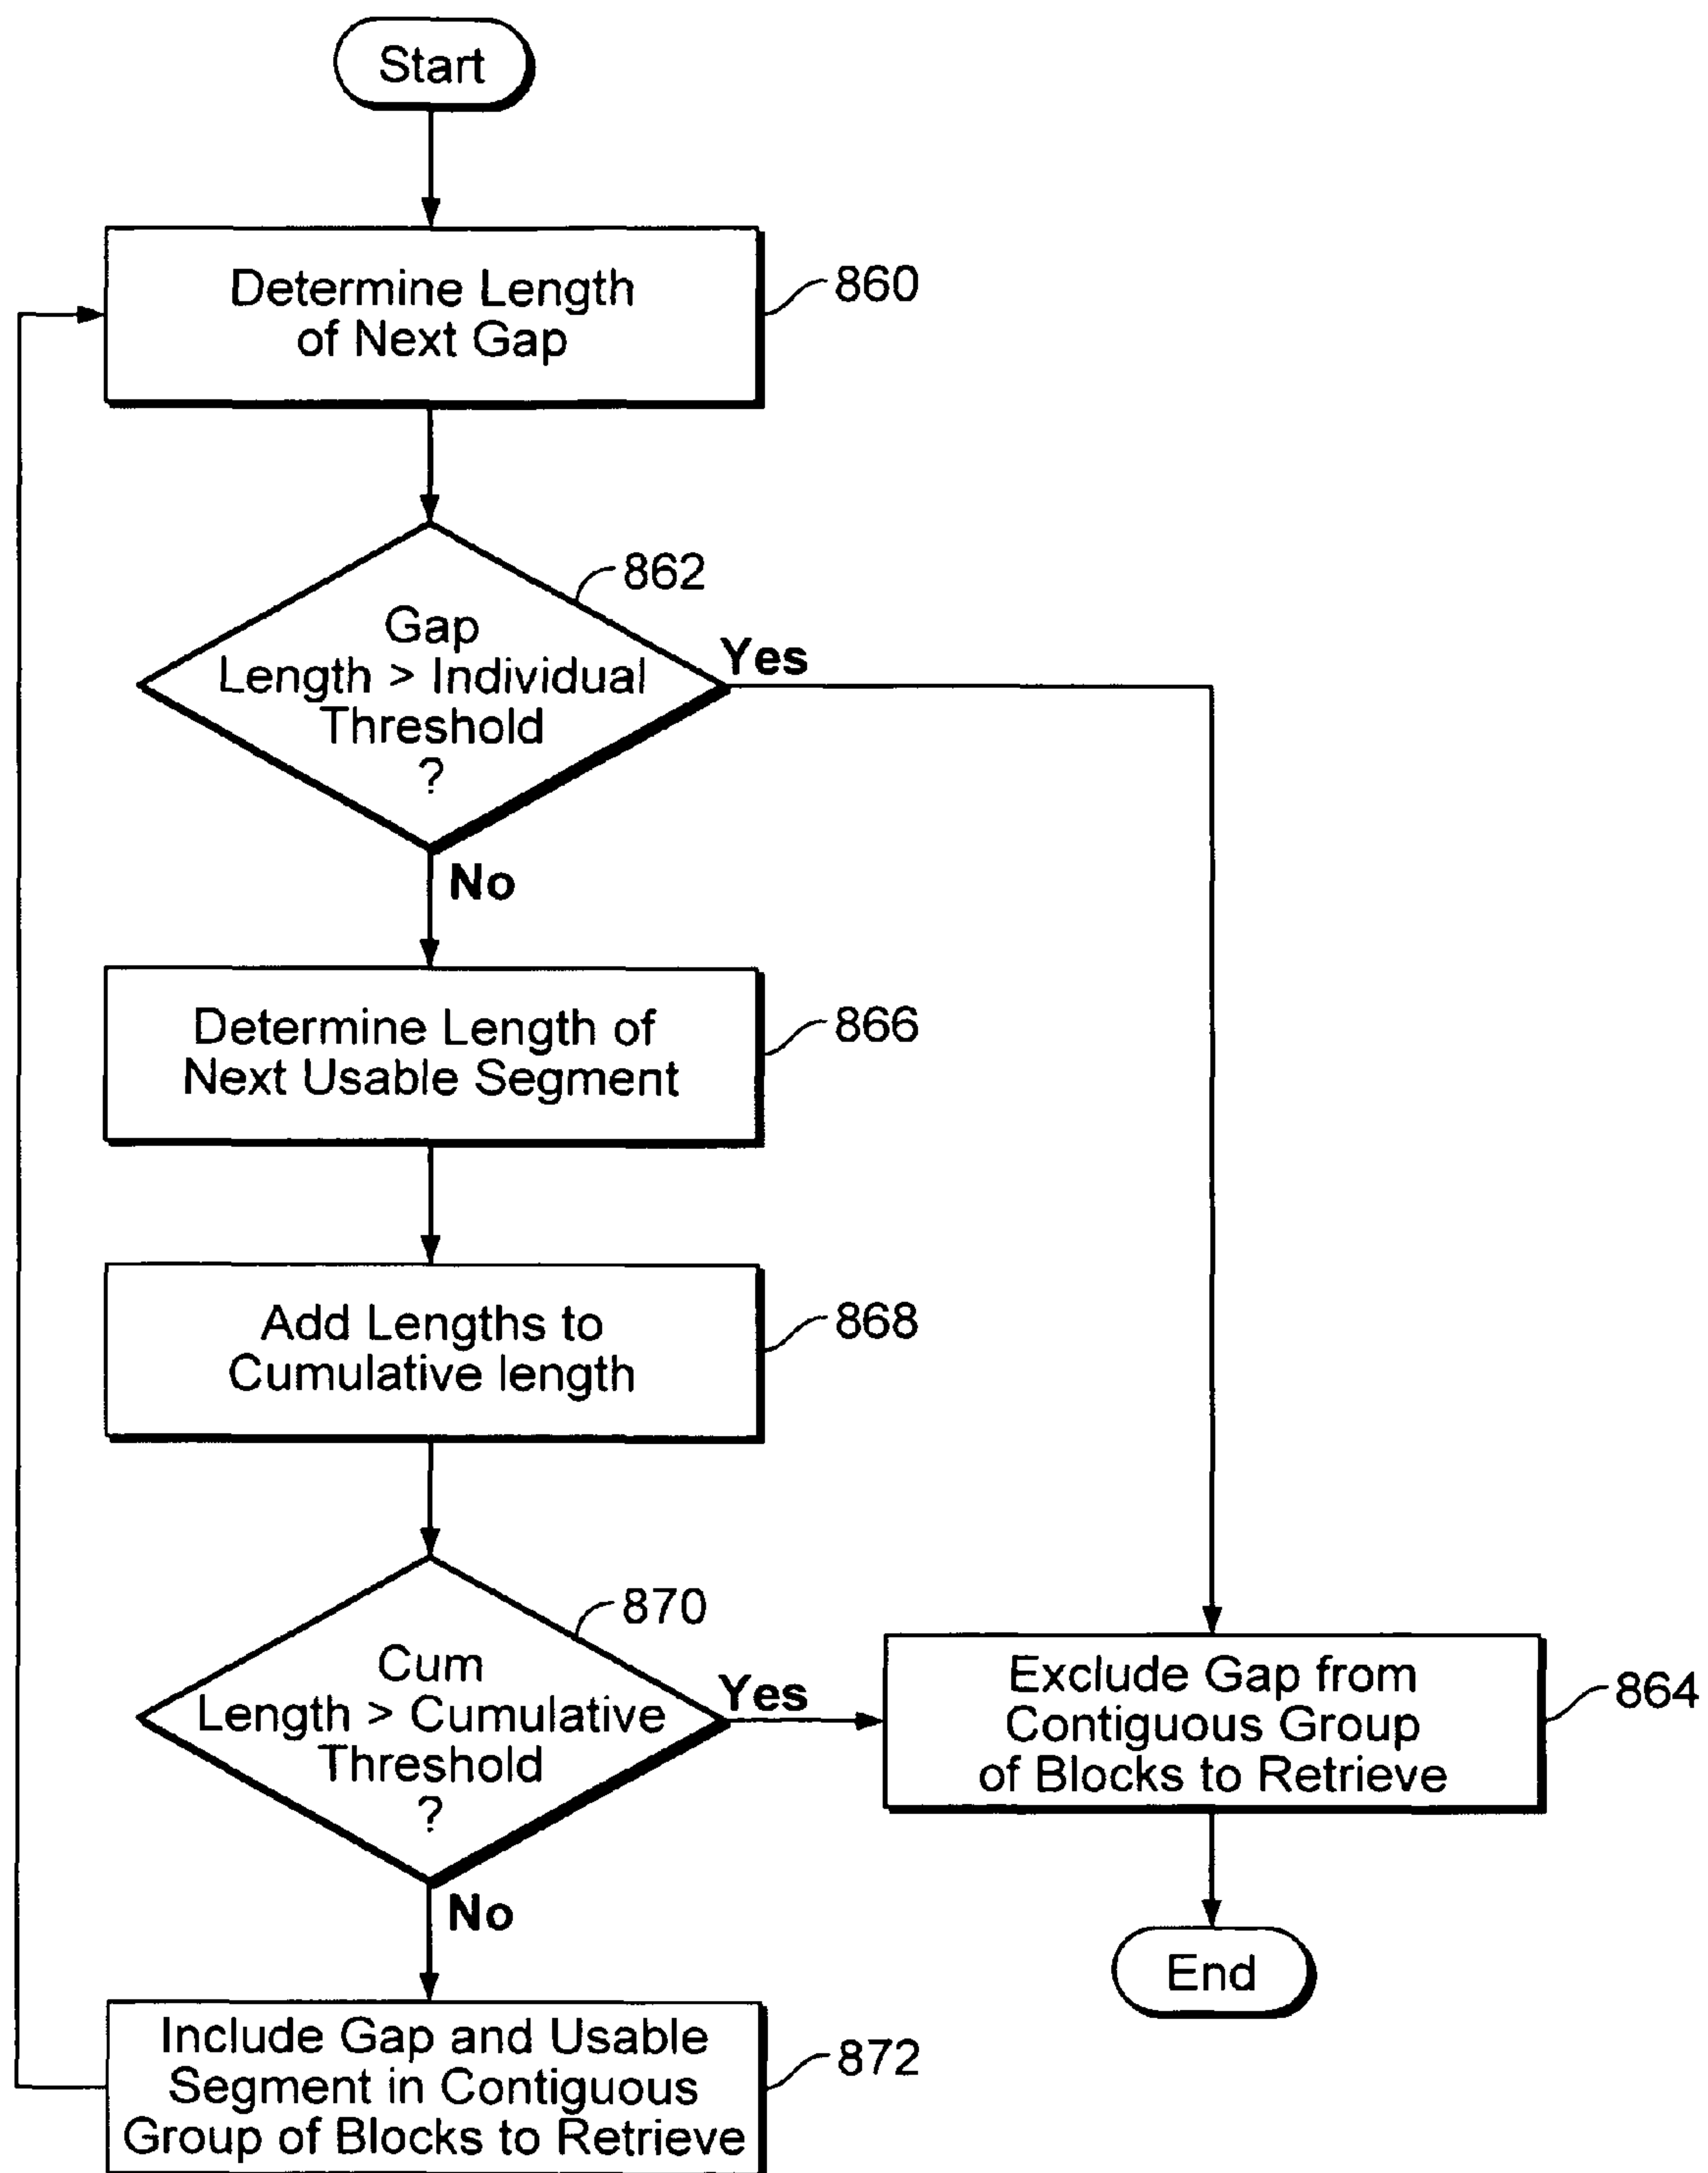 Start
Determine Length
of Next Gap
860
862
Gap
Length > Individual
Threshold
?
Yes
No
Determine Length of
Next Usable Segment
866
Add Lengths to
Cumulative length
868
870
Cum
Length > Cumulative
Threshold
?
Yes
No
Exclude Gap from
Contiguous Group
of Blocks to Retrieve
864
End
Include Gap and Usable
Segment in Contiguous
Group of Blocks to Retrieve
872